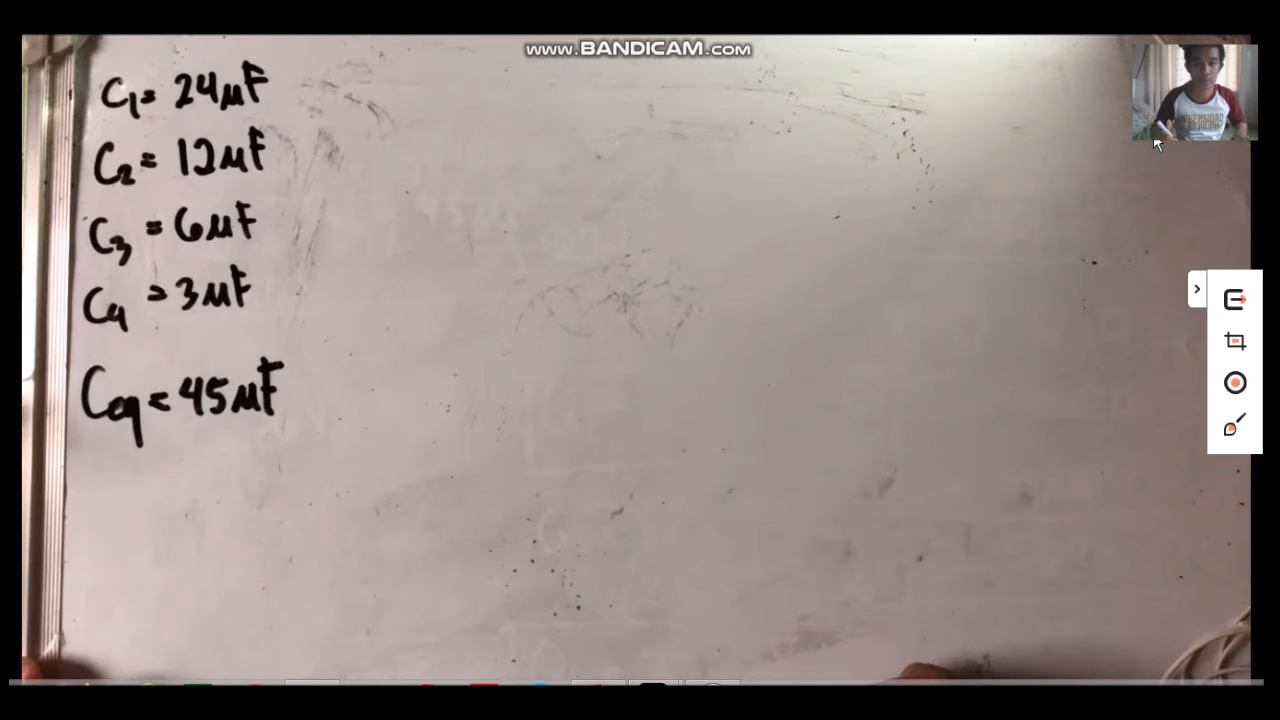 www.BANDICAM.com
C₁ = 24μF
C₂ = 12μF
C₃ = 6μF
C₄ = 3μF
Ceq = 45μF